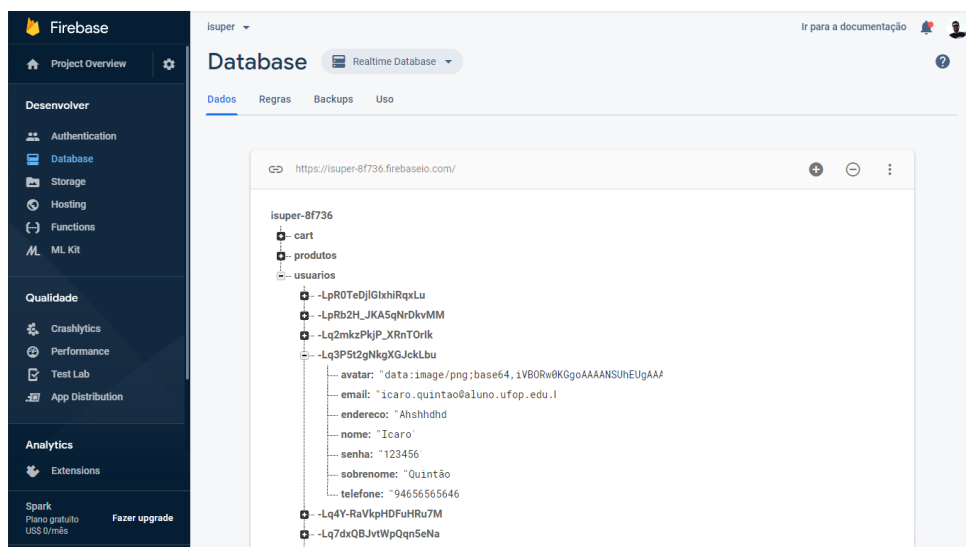 Firebase
isuper
Ir para a documentação
Project Overview
Database
Realtime Database
Dados
Regras
Backups
Uso
Desenvolver
Authentication
Database
Storage
Hosting
Functions
ML Kit
Qualidade
Crashlytics
Performance
Test Lab
App Distribution
Analytics
Extensions
Spark
Plano gratuito
US$ 0/mês
Fazer upgrade
https://isuper-8f736.firebaseio.com/
isuper-8f736
cart
produtos
usuarios
-LpR0TeDjlGIxhiRqxLu
-LpRb2H_JKA5qNrDkvMM
-Lq2mkzPkjP_XRnTOrIk
-Lq3P5t2gNkgXGJckLbu
avatar: "data:image/png;base64,iVBORw0KGgoAAAANSUhEUgAAA
email: "icaro.quintao@aluno.ufop.edu.l
endereco: "Ahshhdhd
nome: "Icaro"
senha: "123456"
sobrenome: "Quintão
telefone: "94656565646
-Lq4Y-RaVkpHDFuHRu7M
-Lq7dxQBJvtWpQqn5eNa